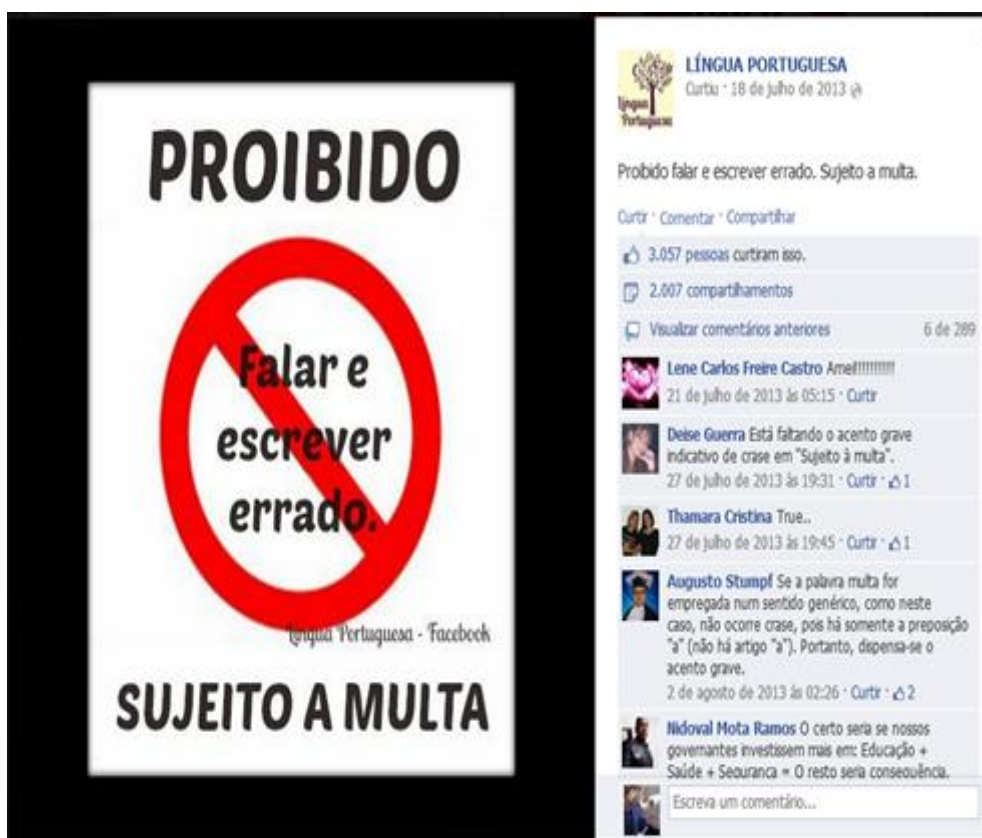 PROIBIDO
Falar e
escrever
errado.
Língua Portuguesa - Facebook
SUJEITO A MULTA
língua
Portuguesa
LÍNGUA PORTUGUESA
Curtiu · 18 de julho de 2013
Proibido falar e escrever errado. Sujeito a multa.
Curtir · Comentar · Compartilhar
3.057 pessoas curtiram isso.
2.007 compartilhamentos
Visualizar comentários anteriores 6 de 289
Lene Carlos Freire Castro Amei!!!!!!!!!!
21 de julho de 2013 às 05:15 · Curtir
Deise Guerra Está faltando o acento grave
indicativo de crase em "Sujeito à multa".
27 de julho de 2013 às 19:31 · Curtir · 1
Thamara Cristina True..
27 de julho de 2013 às 19:45 · Curtir · 1
Augusto Stumpf Se a palavra multa for
empregada num sentido genérico, como neste
caso, não ocorre crase, pois há somente a preposição
"a" (não há artigo "a"). Portanto, dispensa-se o
acento grave.
2 de agosto de 2013 às 02:26 · Curtir · 2
Nidoval Mota Ramos O certo seria se nossos
governantes investissem mais em: Educação +
Saúde + Segurança = O resto seria consequência.
Escreva um comentário...